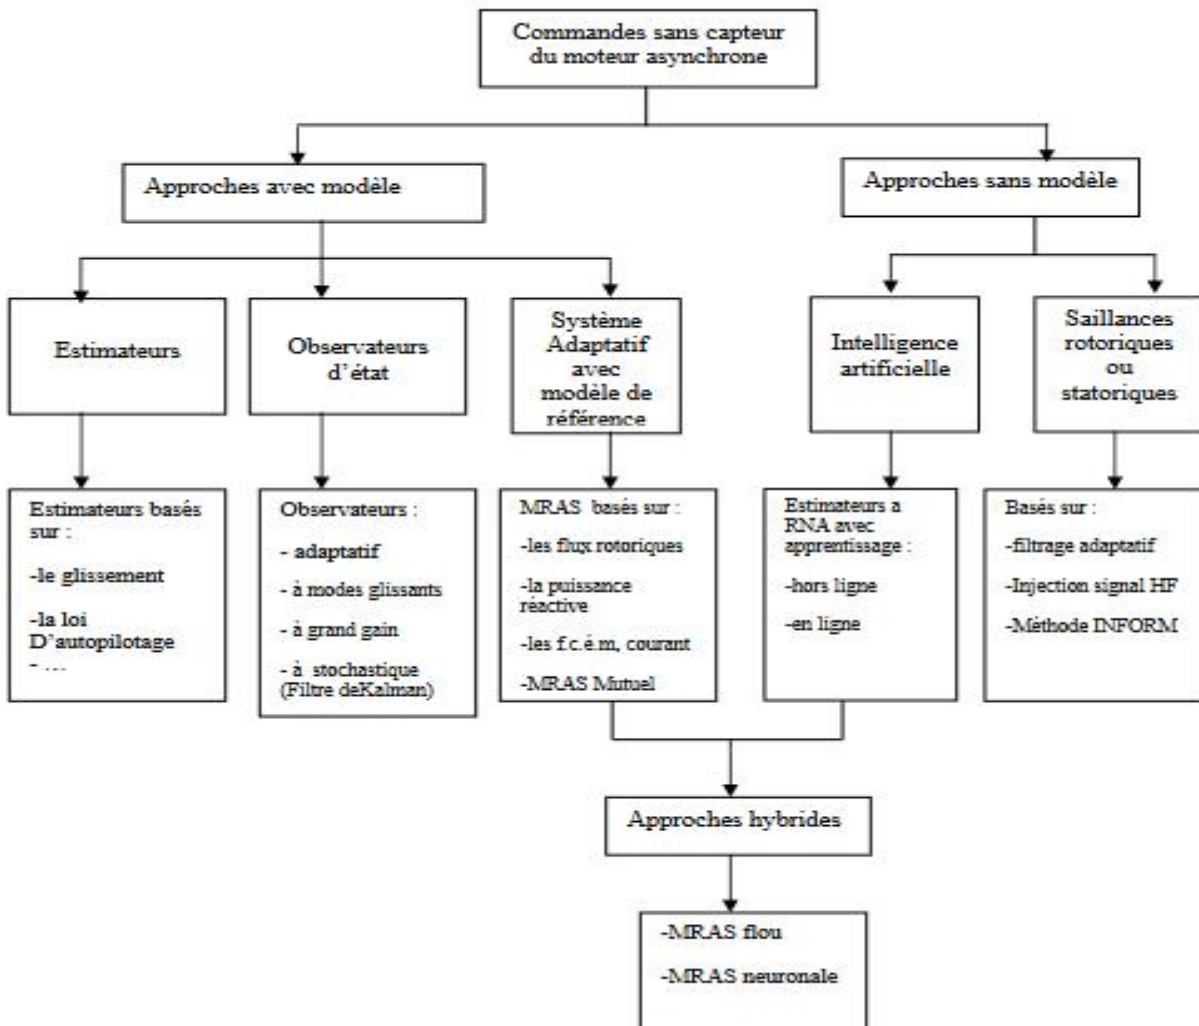 Commandes sans capteur
du moteur asynchrone
Approches avec modèle
Approches sans modèle
Estimateurs
Observateurs
d'état
Système
Adaptatif
avec
modèle de
référence
Intelligence
artificielle
Saillances
rotoriques
ou
statoriques
Estimateurs basés
sur :
-le glissement
-la loi
D'autopilotage
- ...
Observateurs :
- adaptatif
- à modes glissants
- à grand gain
- à stochastique
(Filtre deKalman)
MRAS basés sur :
-les flux rotoriques
-la puissance
réactive
-les f.c.é.m, courant
-MRAS Mutuel
Estimateurs a
RNA avec
apprentissage :
-hors ligne
-en ligne
Basés sur :
-filtrage adaptatif
-Injection signal HF
-Méthode INFORM
Approches hybrides
-MRAS flou
-MRAS neuronale